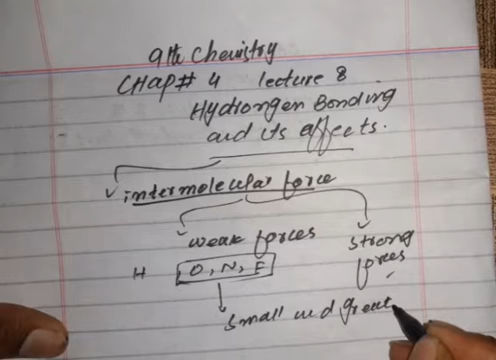 9th Chemistry
CHap# 4 lecture 8
Hydrongen Bonding
and its affects.
intermolecular force
weak forces strong
forces
H O, N, F
Small and great